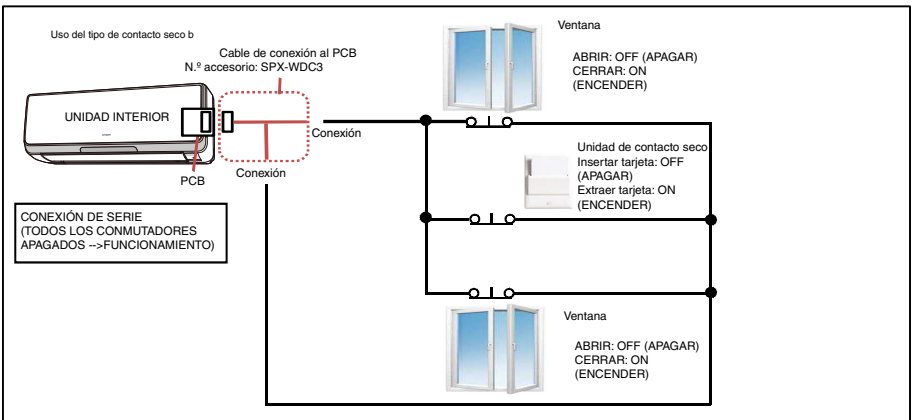 Uso del tipo de contacto seco b
Cable de conexión al PCB
N.º accesorio: SPX-WDC3
UNIDAD INTERIOR
PCB
Conexión
Conexión
CONEXIÓN DE SERIE
(TODOS LOS CONMUTADORES
APAGADOS -->FUNCIONAMIENTO)
Ventana
ABRIR: OFF (APAGAR)
CERRAR: ON
(ENCENDER)
Unidad de contacto seco
Insertar tarjeta: OFF
(APAGAR)
Extraer tarjeta: ON
(ENCENDER)
Ventana
ABRIR: OFF (APAGAR)
CERRAR: ON
(ENCENDER)